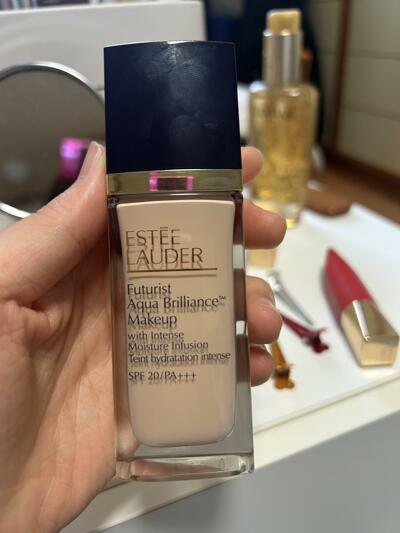 ESTĒE
LAUDER
Futurist
Aqua Brilliance™
Makeup
with Intense
Moisture Infusion
Teint hydratation intense
SPF 20/PA+++